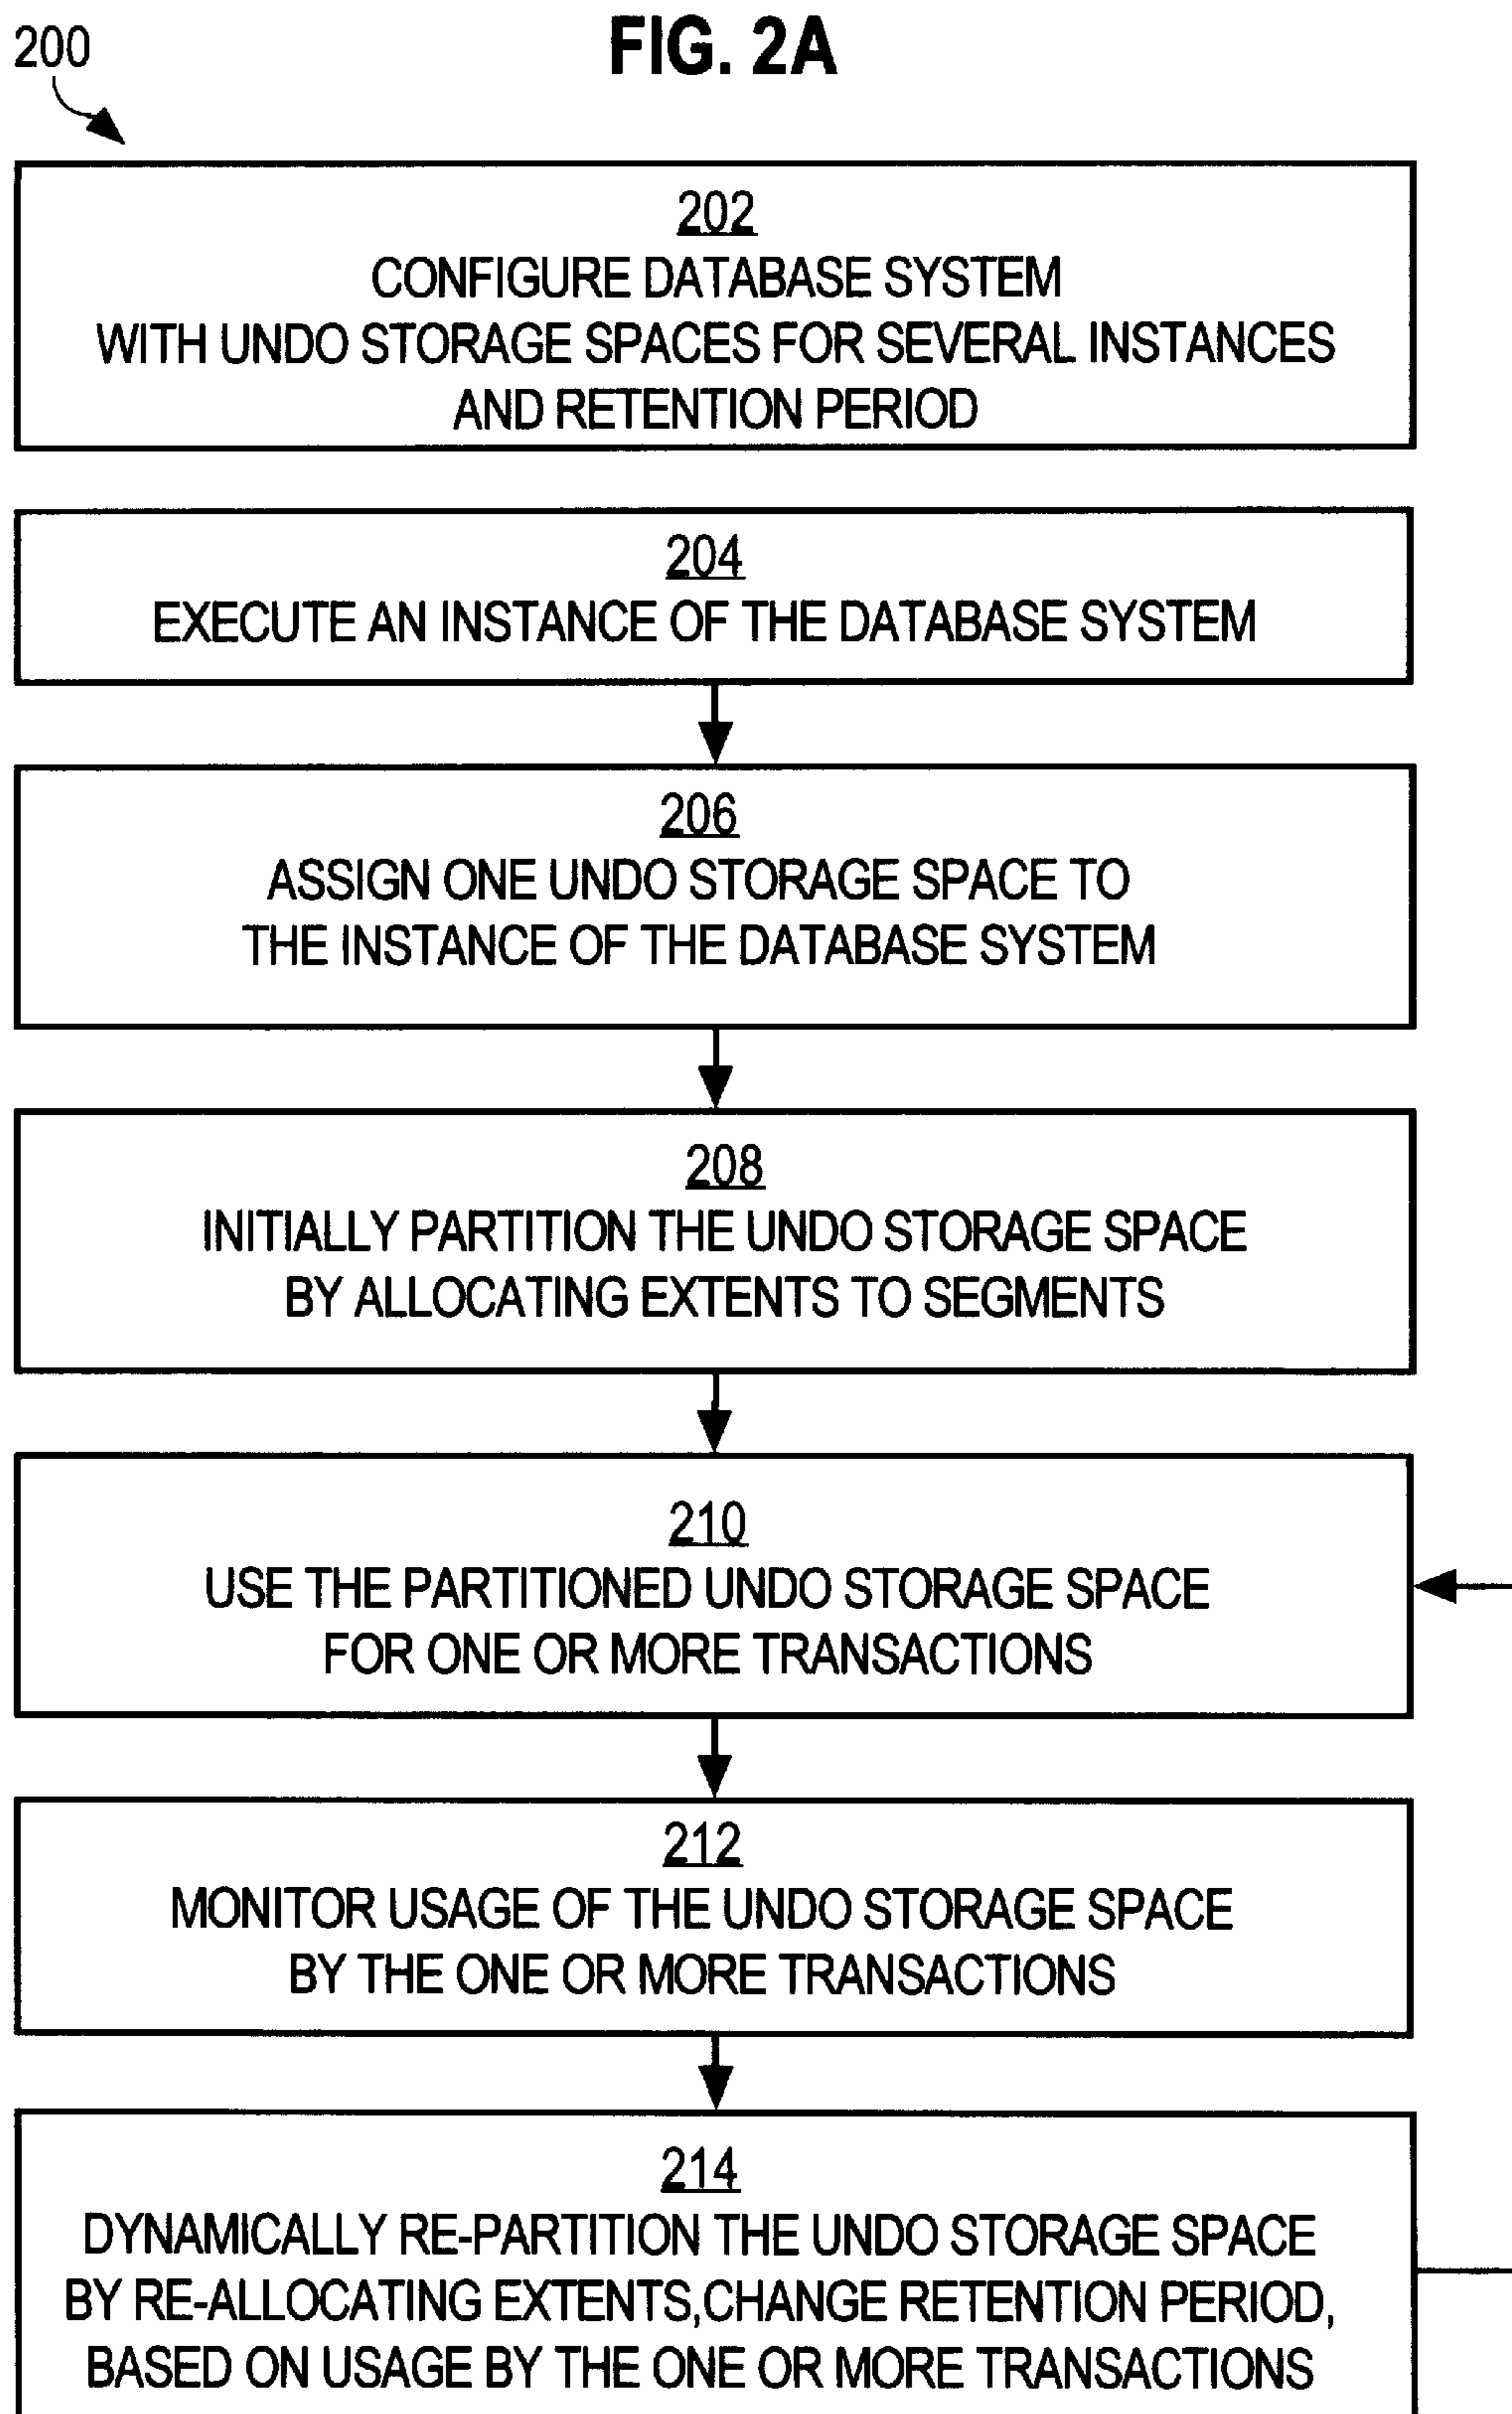 FIG. 2A
200
202
CONFIGURE DATABASE SYSTEM
WITH UNDO STORAGE SPACES FOR SEVERAL INSTANCES
AND RETENTION PERIOD
204
EXECUTE AN INSTANCE OF THE DATABASE SYSTEM
206
ASSIGN ONE UNDO STORAGE SPACE TO
THE INSTANCE OF THE DATABASE SYSTEM
208
INITIALLY PARTITION THE UNDO STORAGE SPACE
BY ALLOCATING EXTENTS TO SEGMENTS
210
USE THE PARTITIONED UNDO STORAGE SPACE
FOR ONE OR MORE TRANSACTIONS
212
MONITOR USAGE OF THE UNDO STORAGE SPACE
BY THE ONE OR MORE TRANSACTIONS
214
DYNAMICALLY RE-PARTITION THE UNDO STORAGE SPACE
BY RE-ALLOCATING EXTENTS,CHANGE RETENTION PERIOD,
BASED ON USAGE BY THE ONE OR MORE TRANSACTIONS